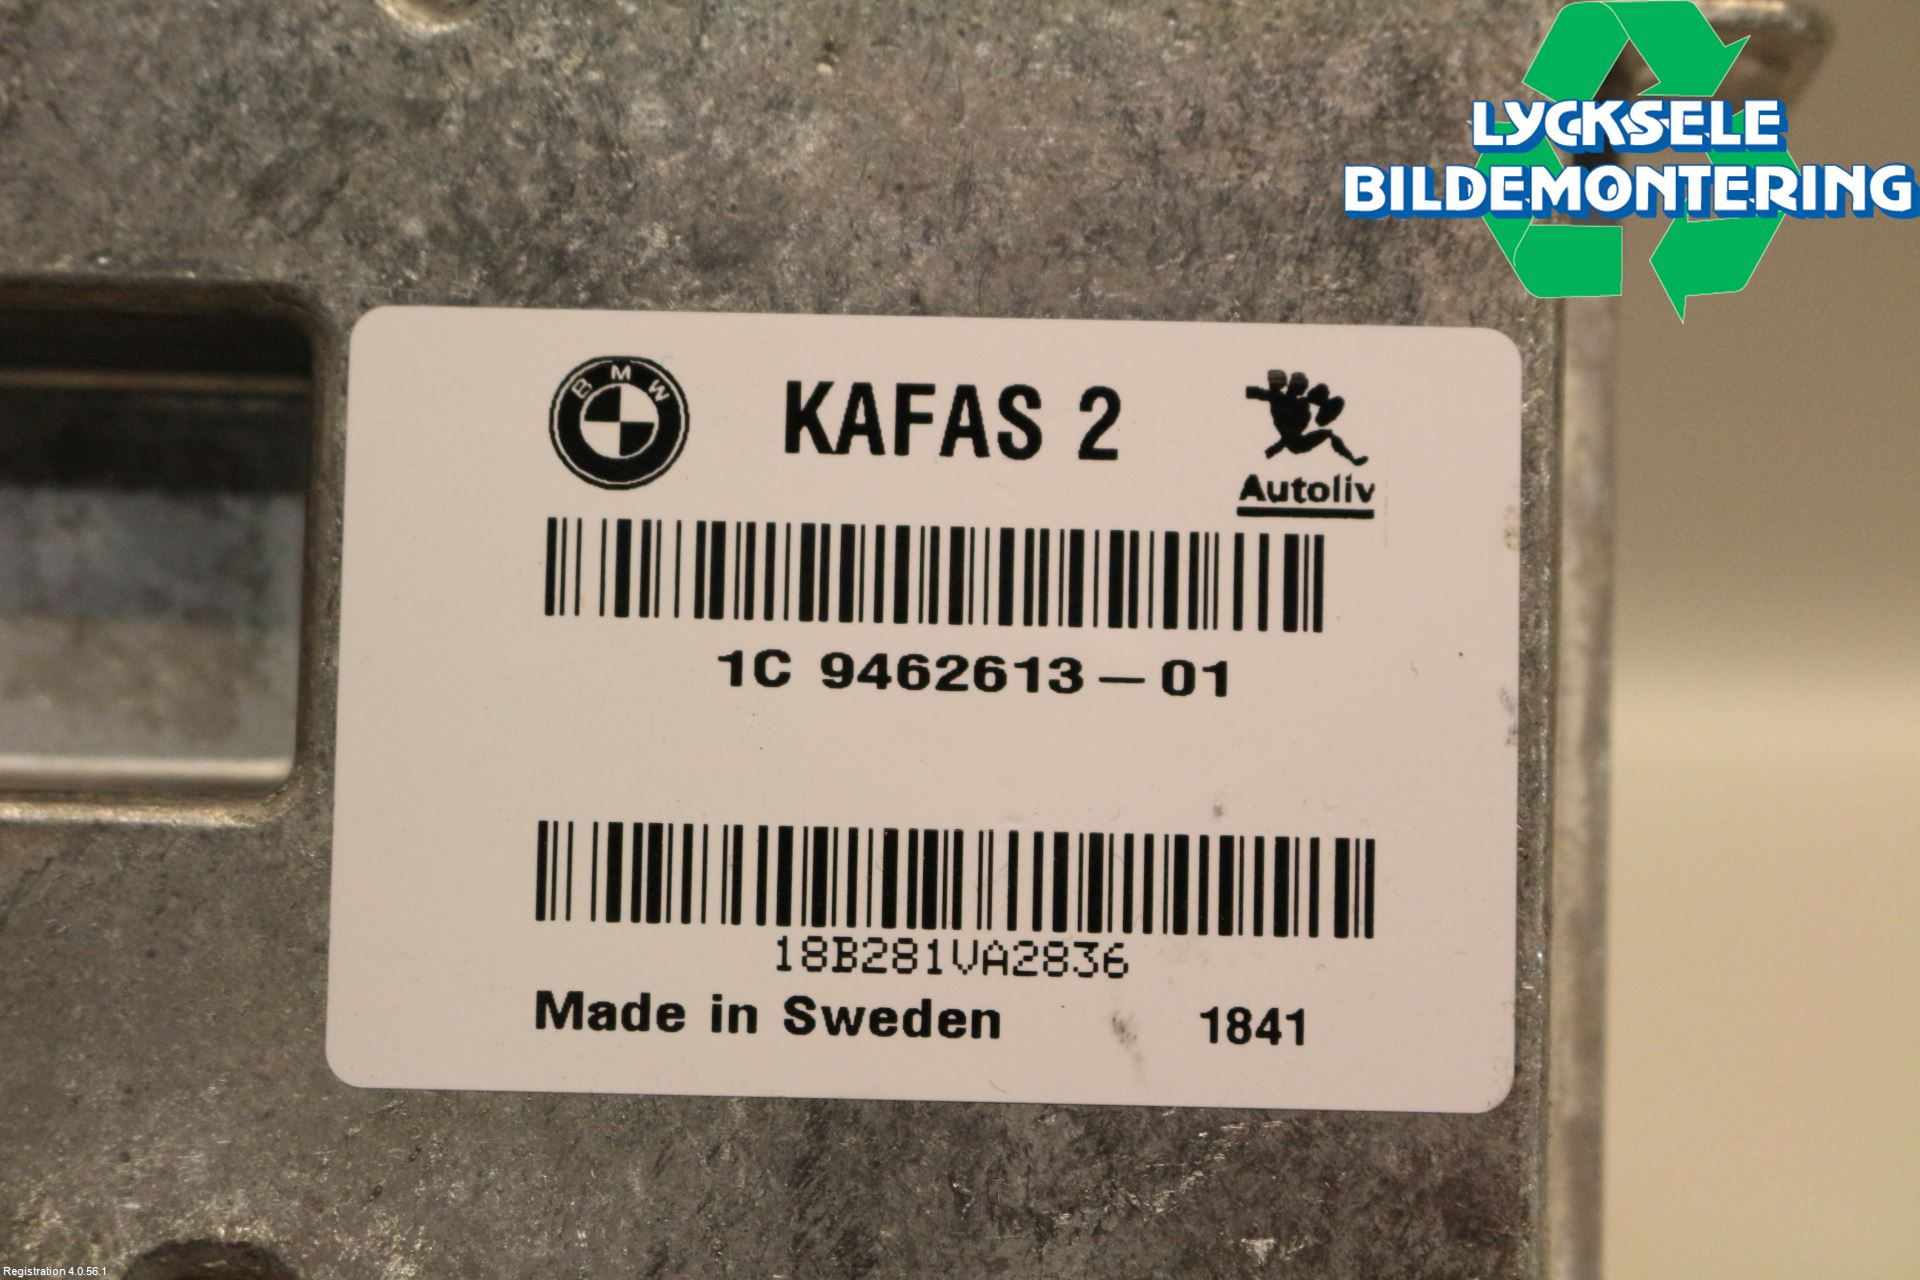 LYCKSELE
BILDEMONTERING
BMW
KAFAS 2
Autoliv
1C 9462613-01
18B281VA2836
Made in Sweden 1841
Registration 4.0.56.1